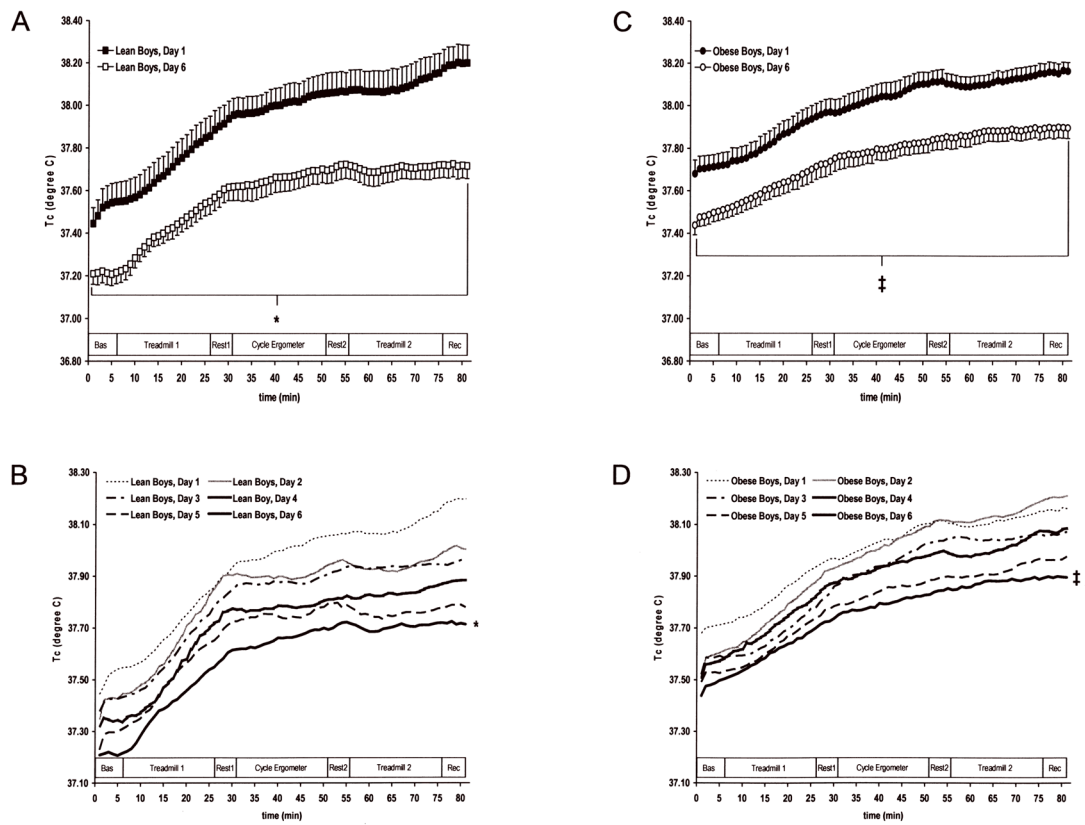 A
38.40
38.20
38.00
37.80
37.60
37.40
37.20
37.00
36.80
Tc (degree C)
Lean Boys, Day 1
Lean Boys, Day 6
*
Bas Treadmill 1 Rest1 Cycle Ergometer Rest2 Treadmill 2 Rec
0 5 10 15 20 25 30 35 40 45 50 55 60 65 70 75 80
time (min)
C
38.40
38.20
38.00
37.80
37.60
37.40
37.20
37.00
36.80
Tc (degree C)
Obese Boys, Day 1
Obese Boys, Day 6
‡
Bas Treadmill 1 Rest1 Cycle Ergometer Rest2 Treadmill 2 Rec
0 5 10 15 20 25 30 35 40 45 50 55 60 65 70 75 80
time (min)
B
38.30
38.10
37.90
37.70
37.50
37.30
37.10
Tc (degree C)
Lean Boys, Day 1 Lean Boys, Day 2
Lean Boys, Day 3 Lean Boy, Day 4
Lean Boys, Day 5 Lean Boys, Day 6
*
Bas Treadmill 1 Rest1 Cycle Ergometer Rest2 Treadmill 2 Rec
0 5 10 15 20 25 30 35 40 45 50 55 60 65 70 75 80
time (min)
D
38.30
38.10
37.90
37.70
37.50
37.30
37.10
Tc (degree C)
Obese Boys, Day 1 Obese Boys, Day 2
Obese Boys, Day 3 Obese Boys, Day 4
Obese Boys, Day 5 Obese Boys, Day 6
‡
Bas Treadmill 1 Rest1 Cycle Ergometer Rest2 Treadmill 2 Rec
0 5 10 15 20 25 30 35 40 45 50 55 60 65 70 75 80
time (min)